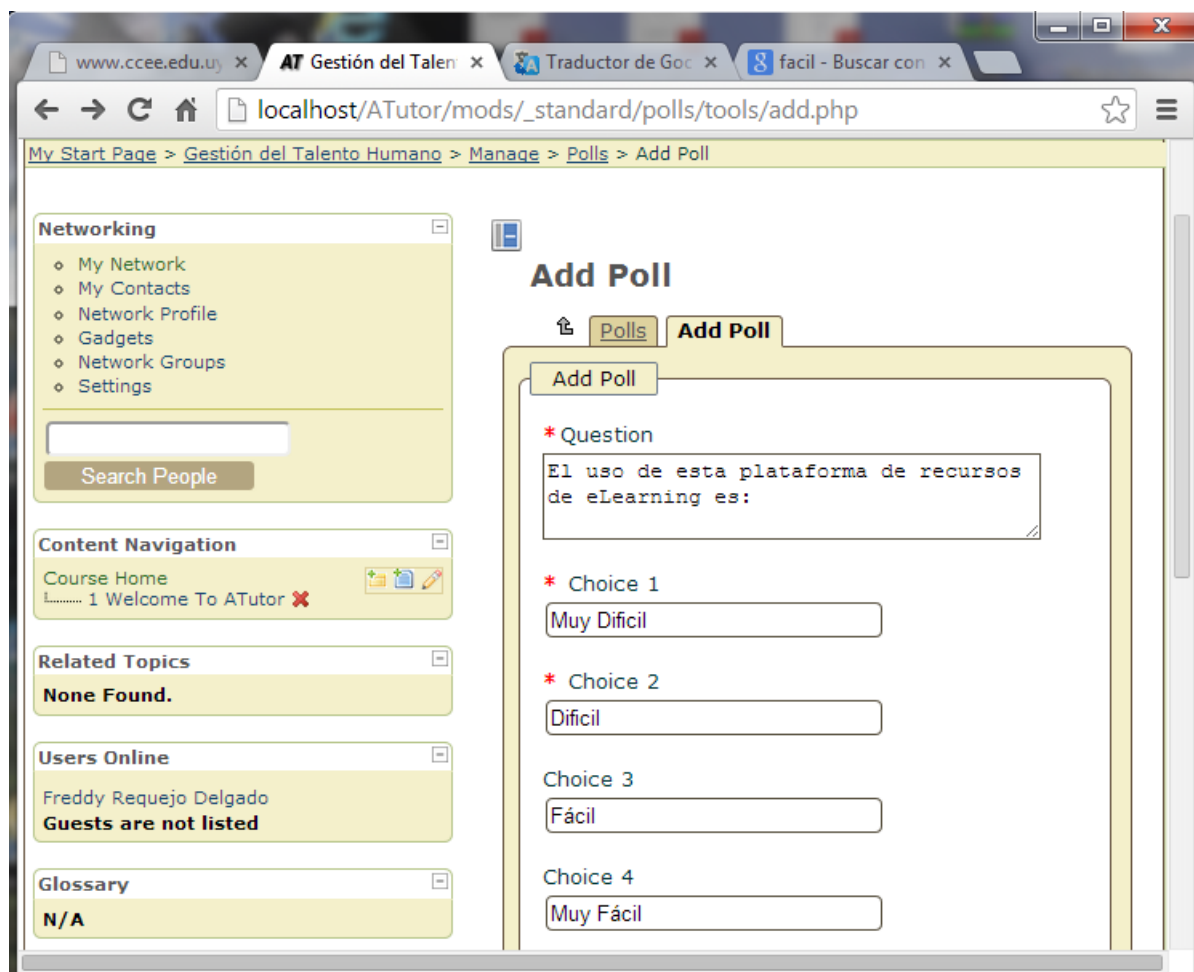 www.ccee.edu.uy
AT Gestión del Talen
Traductor de Goo
facil - Buscar con
localhost/ATutor/mods/_standard/polls/tools/add.php
My Start Page > Gestión del Talento Humano > Manage > Polls > Add Poll
Networking
My Network
My Contacts
Network Profile
Gadgets
Network Groups
Settings
Search People
Content Navigation
Course Home
1 Welcome To ATutor
Related Topics
None Found.
Users Online
Freddy Requejo Delgado
Guests are not listed
Glossary
N/A
Add Poll
Polls
Add Poll
Add Poll
* Question
El uso de esta plataforma de recursos
de eLearning es:
* Choice 1
Muy Dificil
* Choice 2
Dificil
Choice 3
Fácil
Choice 4
Muy Fácil